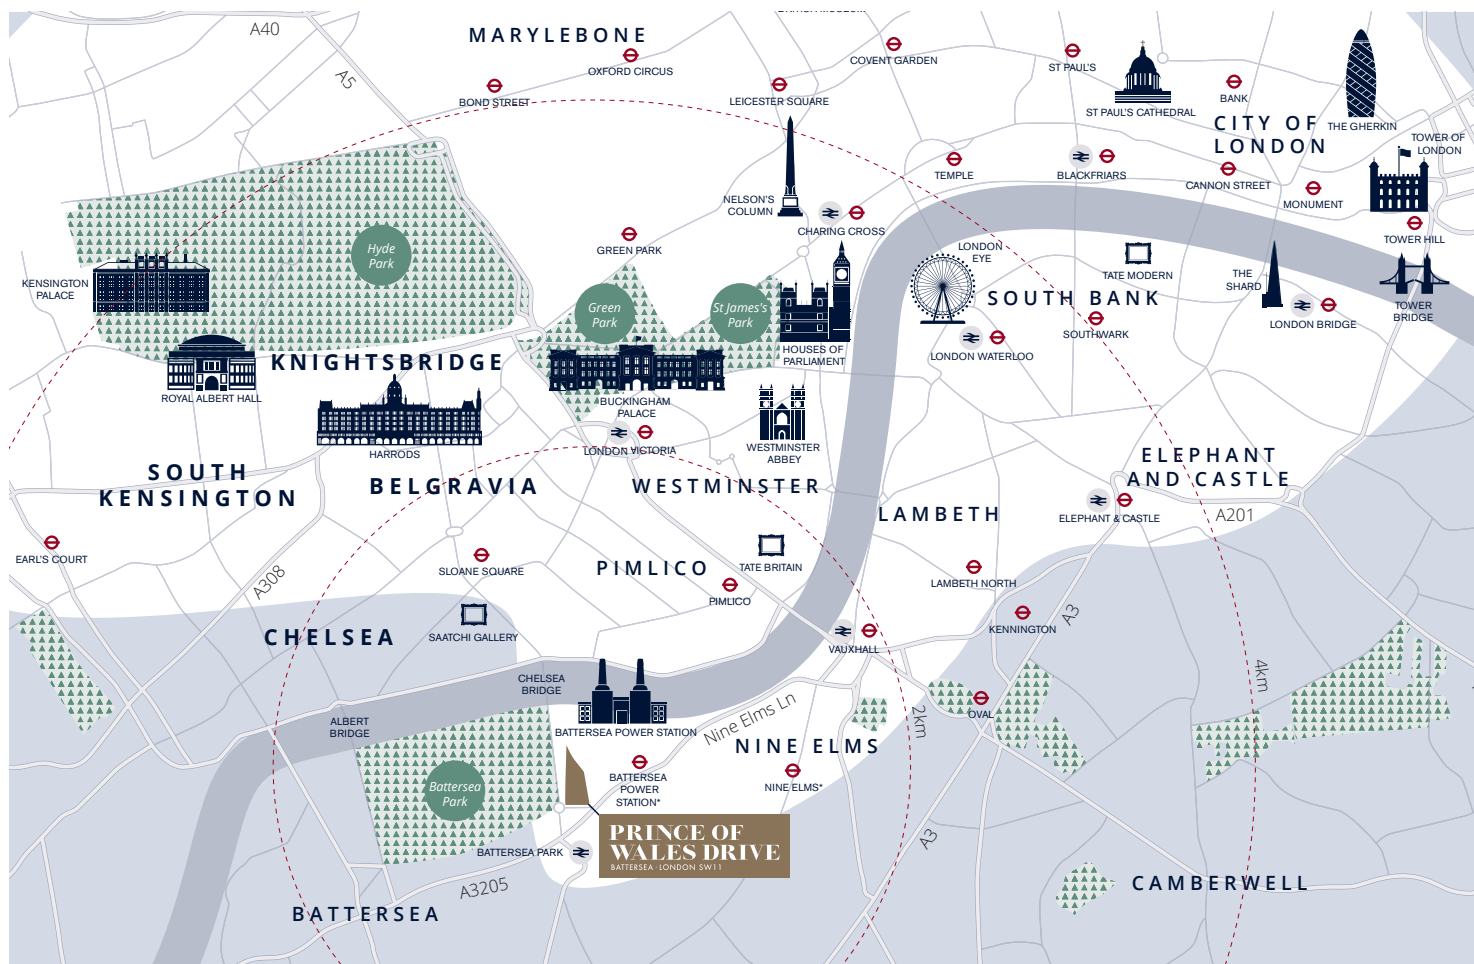 A40
MARYLEBONE
A5
OXFORD CIRCUS
BOND STREET
LEICESTER SQUARE
COVENT GARDEN
ST PAUL'S
ST PAUL'S CATHEDRAL
BANK
CITY OF
LONDON
THE GHERKIN
TOWER OF
LONDON
TEMPLE
BLACKFRIARS
CANNON STREET
MONUMENT
TOWER HILL
NELSON'S
COLUMN
CHARING CROSS
GREEN PARK
Hyde
Park
KENSINGTON
PALACE
LONDON
EYE
TATE MODERN
THE
SHARD
TOWER
BRIDGE
SOUTH BANK
Green
Park
St James's
Park
SOUTHWARK
LONDON BRIDGE
LONDON WATERLOO
HOUSES OF
PARLIAMENT
KNIGHTSBRIDGE
ROYAL ALBERT HALL
BUCKINGHAM
PALACE
HARRODS
LONDON VICTORIA
WESTMINSTER
ABBEY
SOUTH
KENSINGTON
BELGRAVIA
WESTMINSTER
ELEPHANT
AND CASTLE
LAMBETH
ELEPHANT & CASTLE
A201
EARL'S COURT
A308
SLOANE SQUARE
PIMLICO
TATE BRITAIN
PIMLICO
LAMBETH NORTH
KENNINGTON
A3
CHELSEA
SAATCHI GALLERY
VAUXHALL
4km
CHELSEA
BRIDGE
ALBERT
BRIDGE
BATTERSEA POWER STATION
Nine Elms Ln
NINE ELMS
2km
OVAL
Battersea
Park
BATTERSEA
POWER
STATION*
NINE ELMS*
PRINCE OF
WALES DRIVE
BATTERSEA · LONDON SW11
BATTERSEA PARK
A3
A3205
BATTERSEA
CAMBERWELL